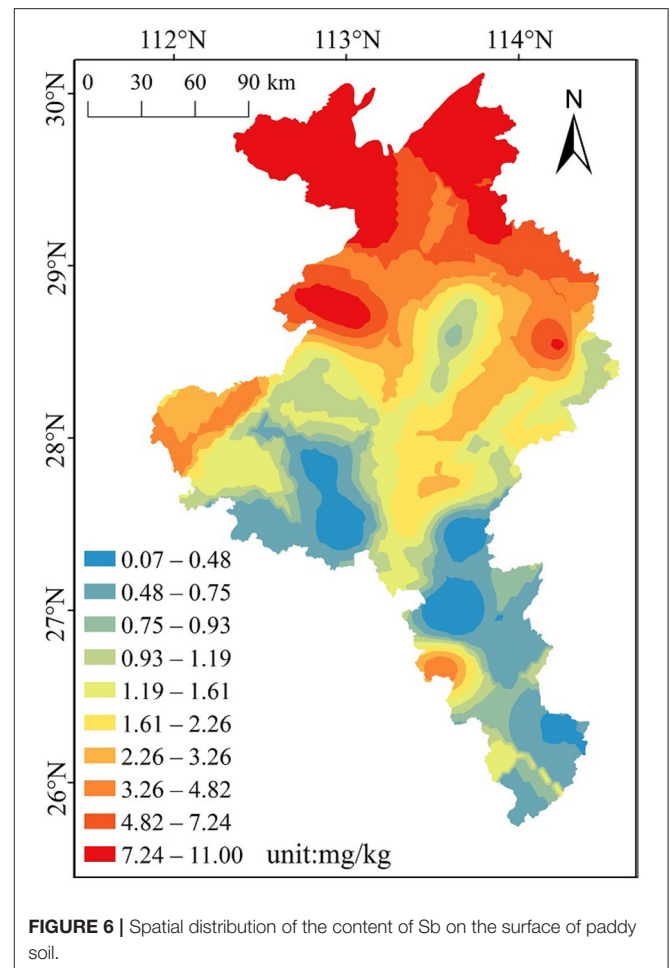 112°N 113°N 114°N
0 30 60 90 km
N
30°N
29°N
28°N
27°N
26°N
0.07 – 0.48
0.48 – 0.75
0.75 – 0.93
0.93 – 1.19
1.19 – 1.61
1.61 – 2.26
2.26 – 3.26
3.26 – 4.82
4.82 – 7.24
7.24 – 11.00 unit:mg/kg
FIGURE 6 | Spatial distribution of the content of Sb on the surface of paddy
soil.